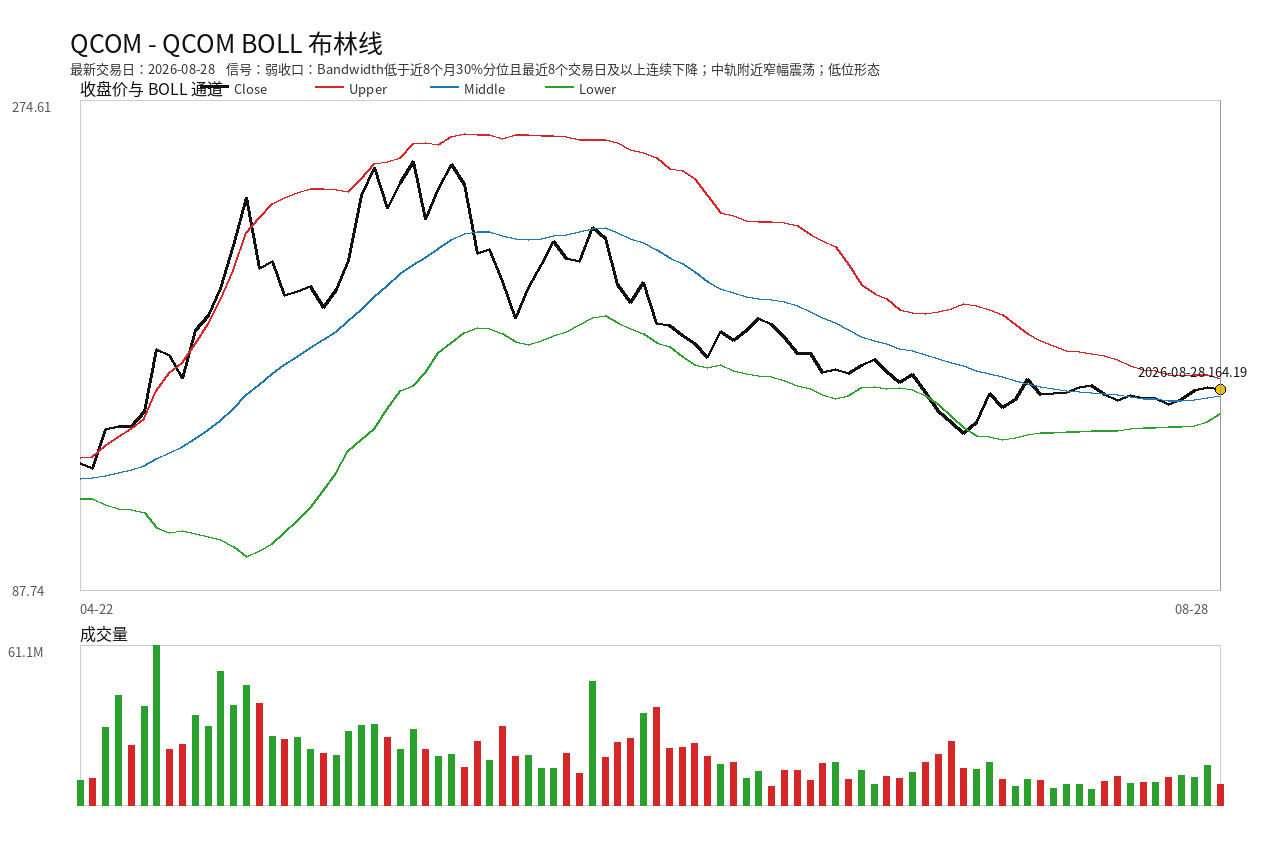 QCOM - QCOM BOLL 布林线
最新交易日：2026-08-28 信号：弱收口：Bandwidth低于近8个月30%分位且最近8个交易日及以上连续下降；中轨附近窄幅震荡；低位形态
收盘价与 BOLL 通道 Close Upper Middle Lower
274.61
2026-08-28 164.19
87.74
04-22 08-28
成交量
61.1M